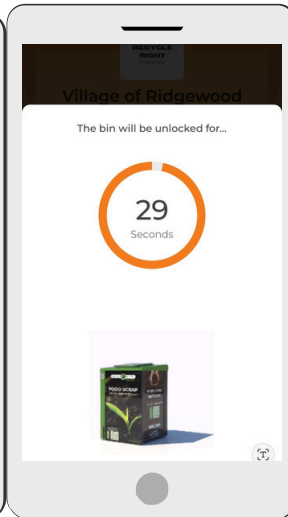 RECYCLE
RIGHT
Village of Ridgewood
The bin will be unlocked for...
29
Seconds
FOOD SCRAP